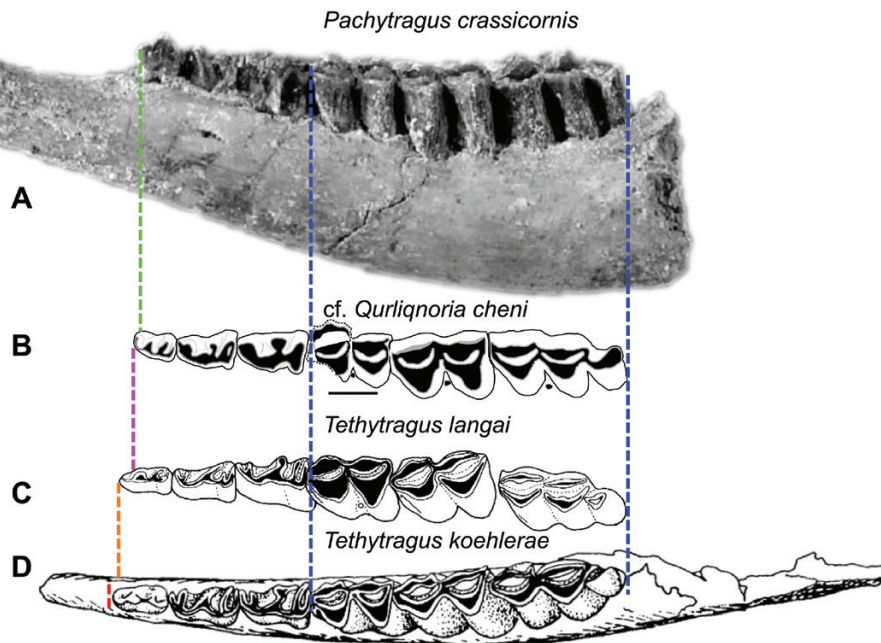 Pachytragus crassicornis
A
cf. Qurliqnoria cheni
B
Tethytragus langai
C
Tethytragus koehlerae
D